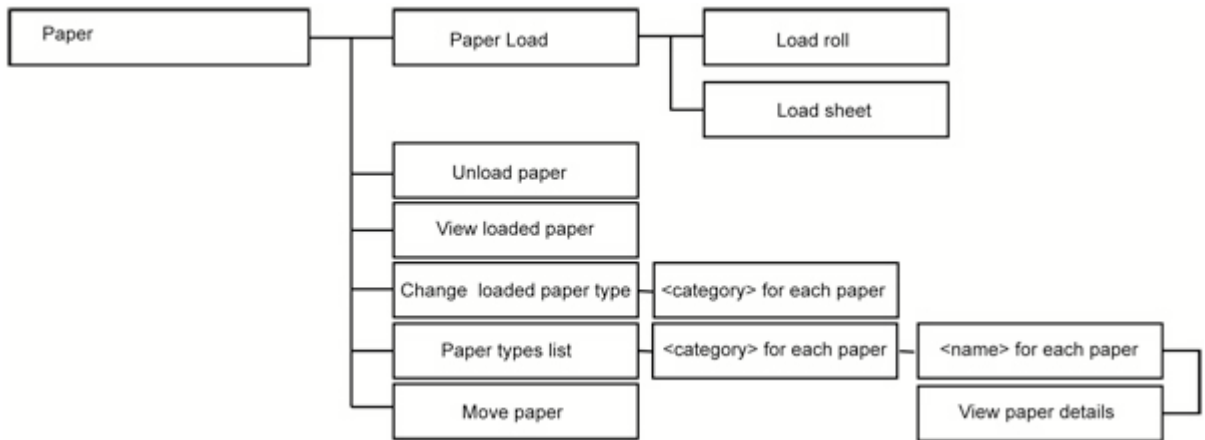 Paper
Paper Load
Load roll
Load sheet
Unload paper
View loaded paper
Change loaded paper type
<category> for each paper
Paper types list
<category> for each paper
<name> for each paper
Move paper
View paper details